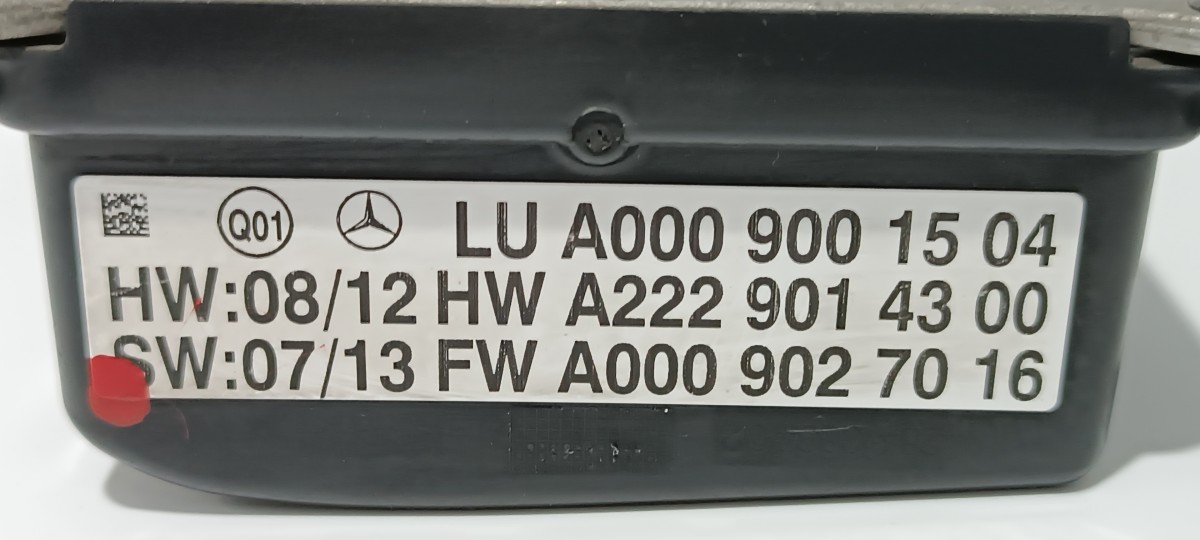 Q01 LU A000 900 15 04
HW:08/12 HW A222 901 43 00
SW:07/13 FW A000 902 70 16